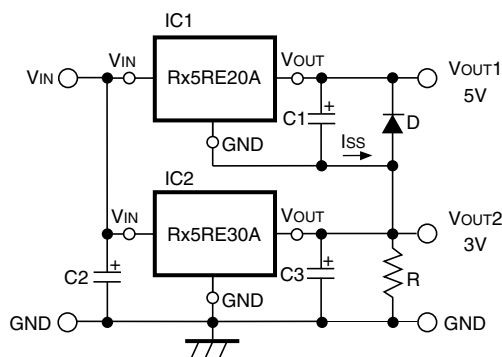 IC1
VIN
VIN
Rx5RE20A
VOUT
VOUT1
5V
C1
+
D
ISS
GND
IC2
VIN
Rx5RE30A
VOUT
VOUT2
3V
C2
+
GND
C3
+
R
GND
GND